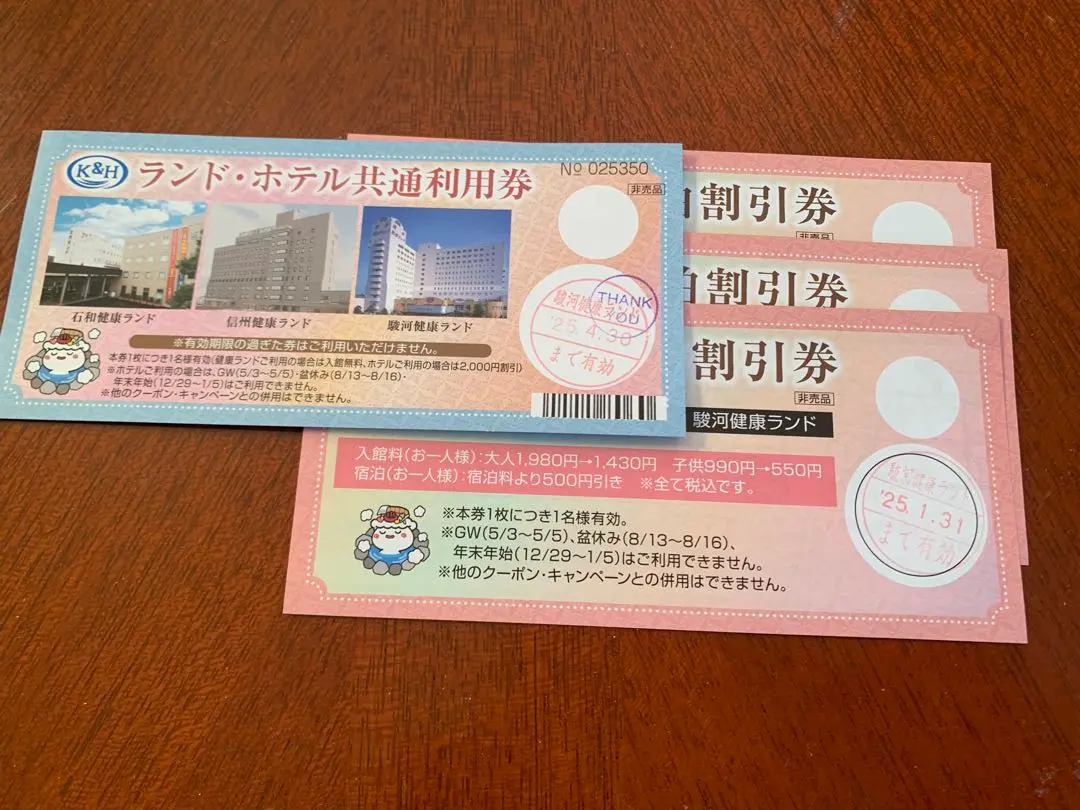 K&H
ランド・ホテル共通利用券
№ 025350
非売品
石和健康ランド
信州健康ランド
駿河健康ランド
※有効期限の過ぎた券はご利用いただけません。
本券1枚につき1名様有効(健康ランドご利用の場合は入館無料、ホテルご利用の場合は2,000円割引)
※ホテルご利用の場合は、GW(5/3〜5/5)・盆休み(8/13〜8/16)・
年末年始(12/29〜1/5)はご利用できません。
※他のクーポン・キャンペーンとの併用はできません。
駿河健康ランド
'25.4.30
まで有効
THANK
YOU
泊割引券
非売品
泊割引券
割引券
非売品
駿河健康ランド
入館料(お一人様):大人1,980円→1,430円 子供990円→550円
宿泊(お一人様):宿泊料より500円引き ※全て税込です。
※本券1枚につき1名様有効。
※GW(5/3〜5/5)、盆休み(8/13〜8/16)、
年末年始(12/29〜1/5)はご利用できません。
※他のクーポン・キャンペーンとの併用はできません。
駿河健康ランド
'25.1.31
まで有効